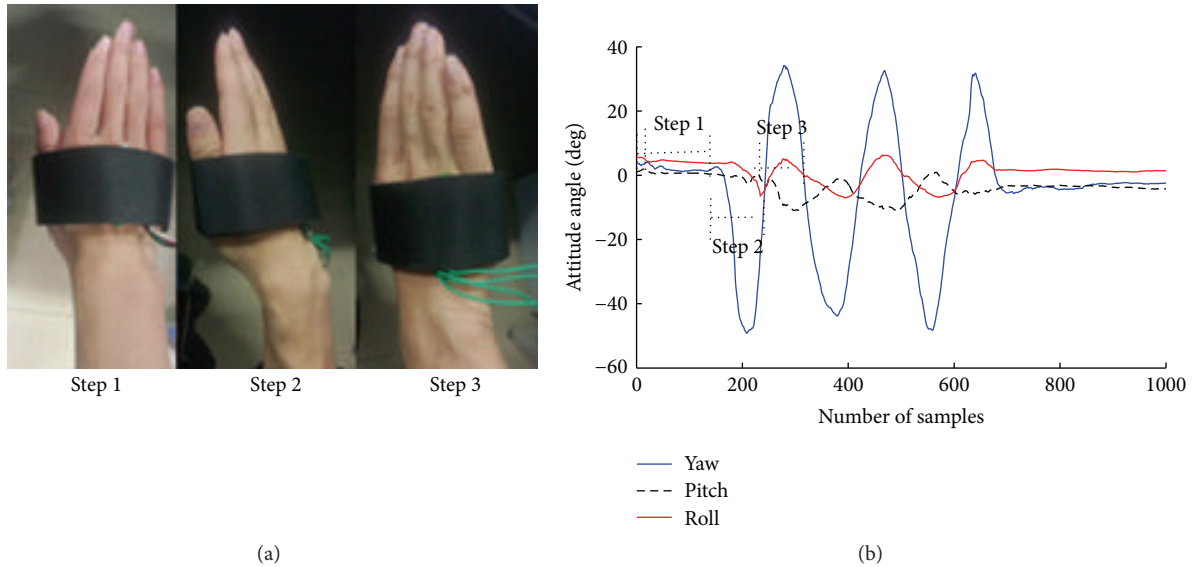 Step 1
Step 2
Step 3
(a)
40
20
0
−20
−40
−60
Attitude angle (deg)
Step 1
Step 3
Step 2
0
200
400
600
800
1000
Number of samples
Yaw
Pitch
Roll
(b)